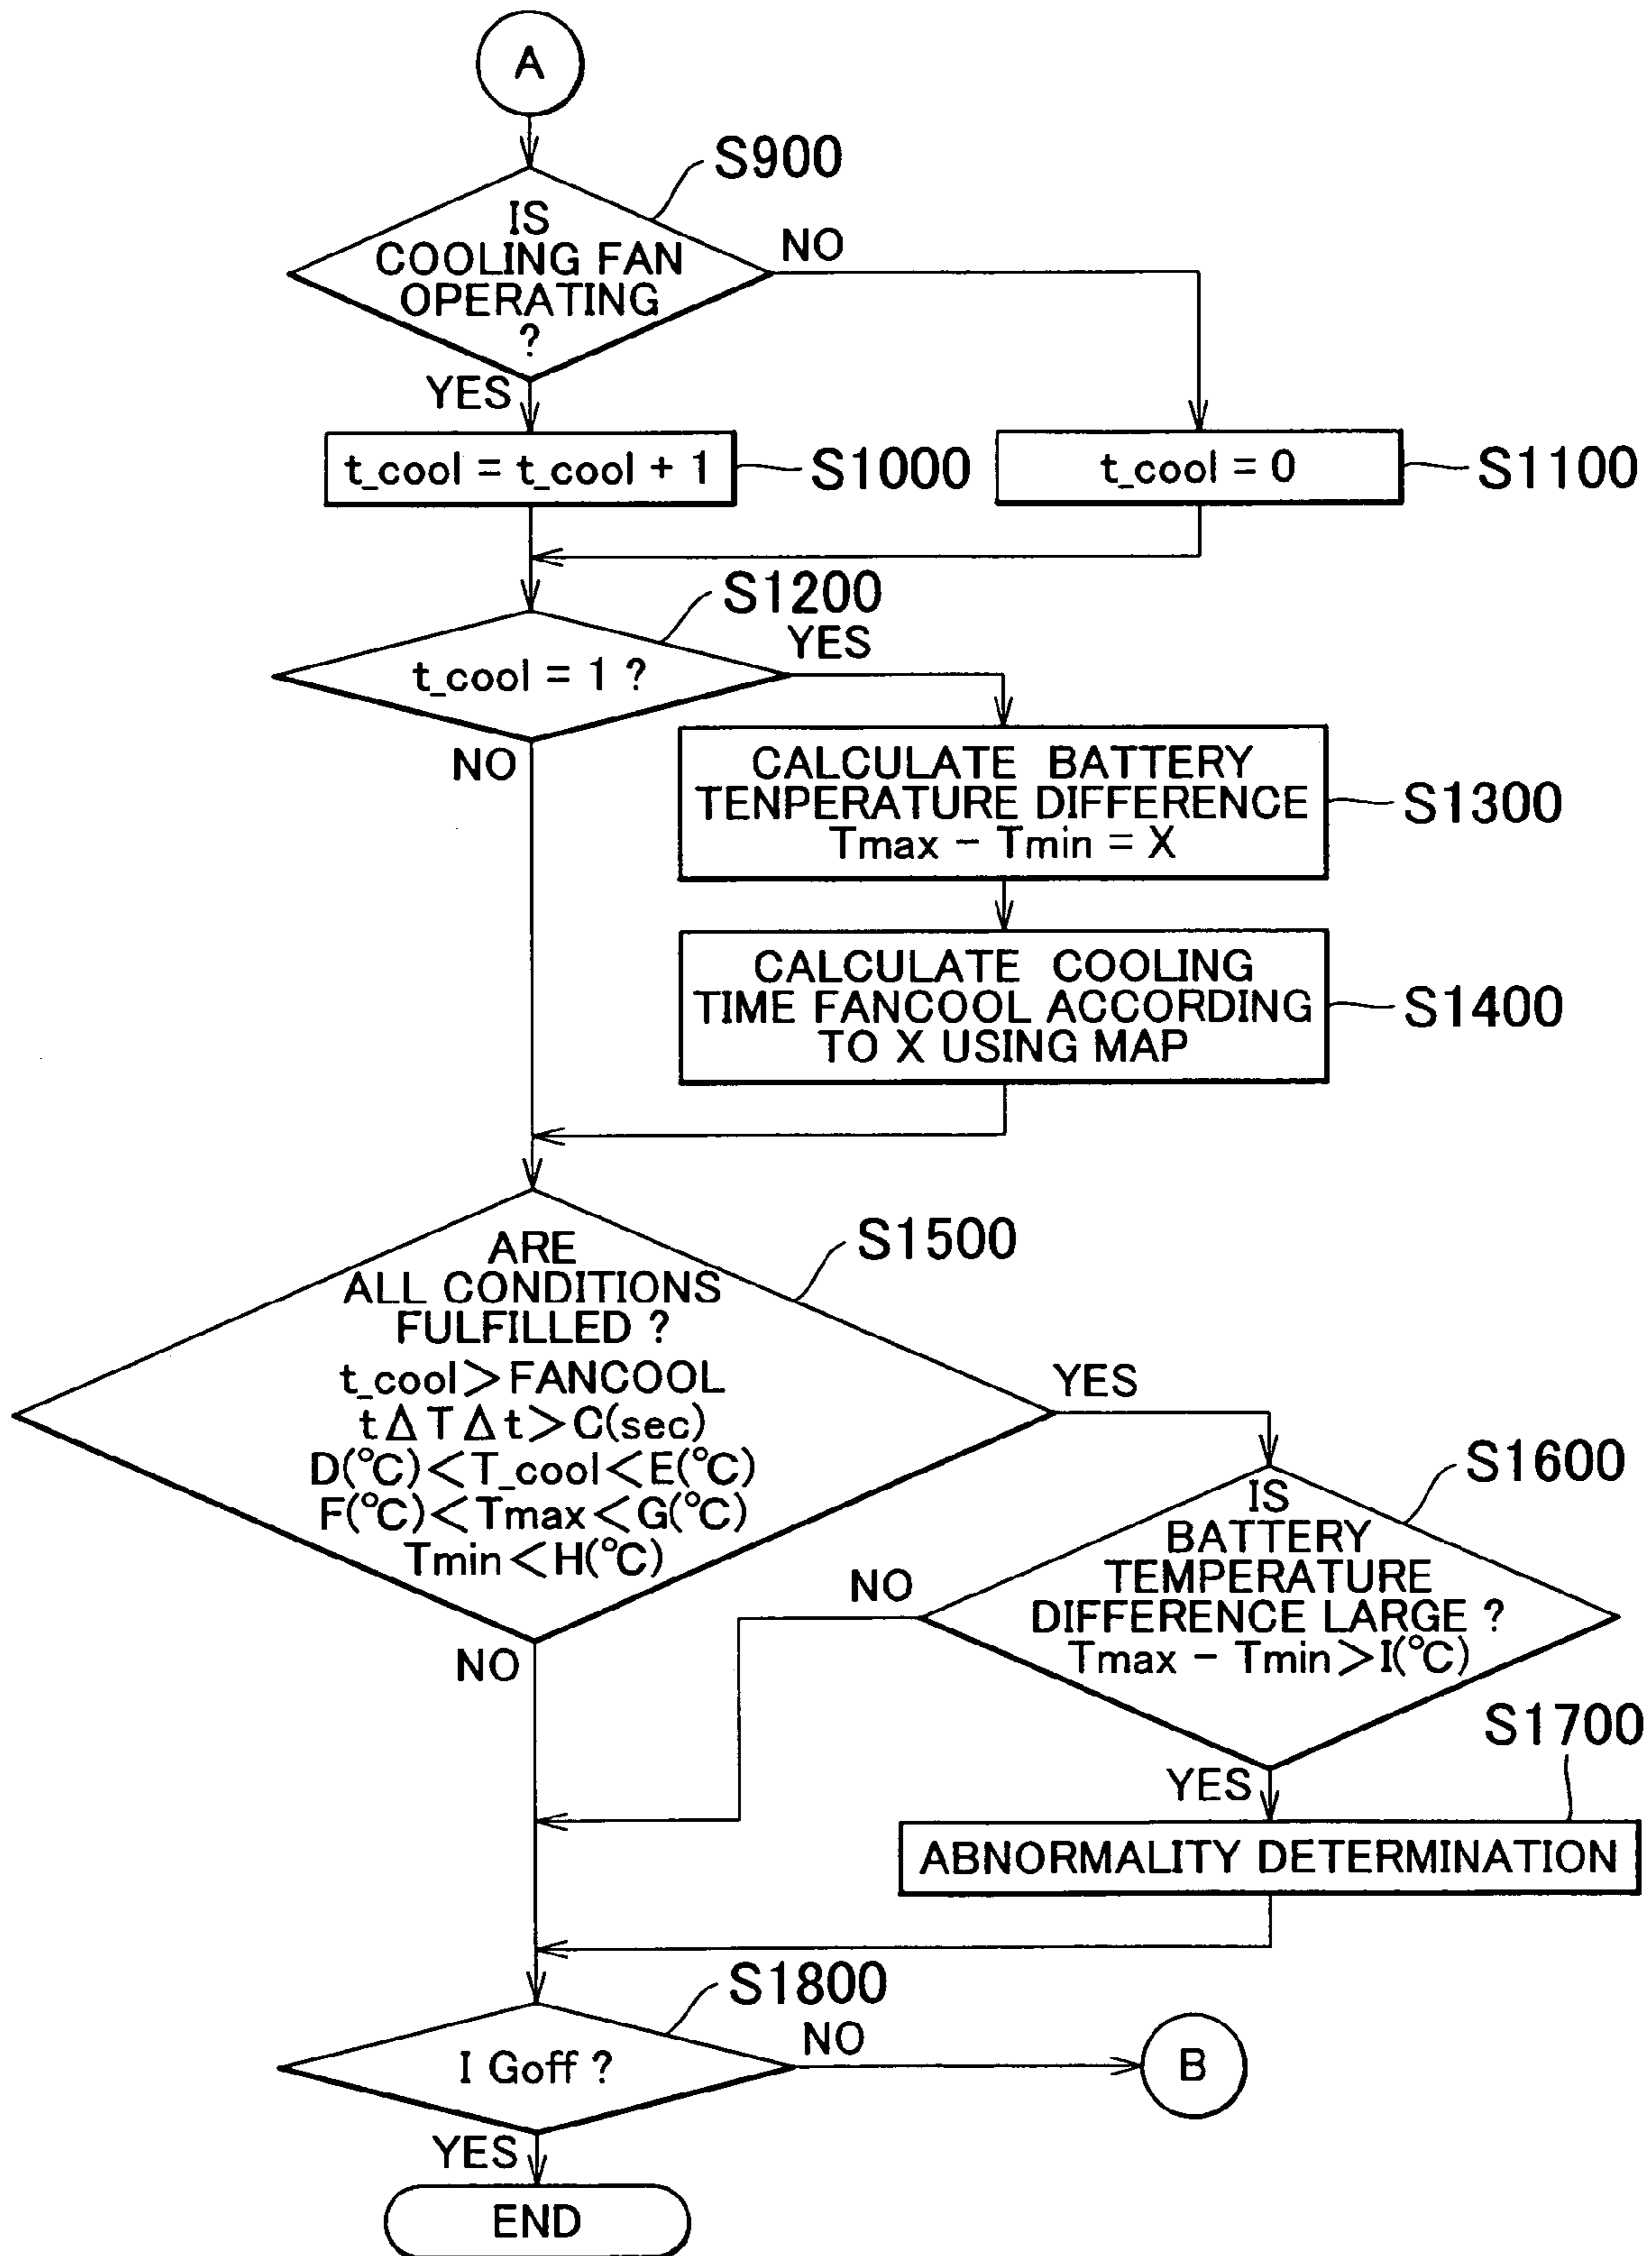 A
S900
IS
COOLING FAN
OPERATING
?
NO
YES
t_cool = t_cool + 1
S1000
t_cool = 0
S1100
S1200
YES
t_cool = 1 ?
NO
CALCULATE BATTERY
TENPERATURE DIFFERENCE
Tmax - Tmin = X
S1300
CALCULATE COOLING
TIME FANCOOL ACCORDING
TO X USING MAP
S1400
S1500
ARE
ALL CONDITIONS
FULFILLED ?
t_cool>FANCOOL
tΔTΔt>C(sec)
D(°C)<T_cool<E(°C)
F(°C)<Tmax<G(°C)
Tmin<H(°C)
YES
NO
S1600
IS
BATTERY
TEMPERATURE
DIFFERENCE LARGE ?
Tmax - Tmin>I(°C)
NO
YES
S1700
ABNORMALITY DETERMINATION
S1800
I Goff ?
NO
B
YES
END